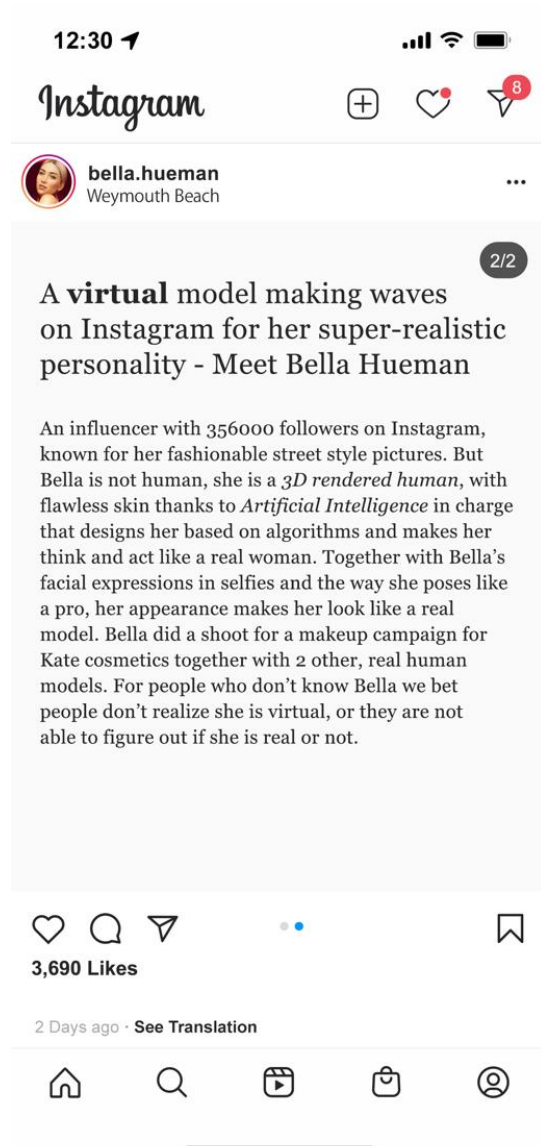 12:30
Instagram
8
bella.hueman
Weymouth Beach
2/2
A virtual model making waves
on Instagram for her super-realistic
personality - Meet Bella Hueman
An influencer with 356000 followers on Instagram,
known for her fashionable street style pictures. But
Bella is not human, she is a 3D rendered human, with
flawless skin thanks to Artificial Intelligence in charge
that designs her based on algorithms and makes her
think and act like a real woman. Together with Bella’s
facial expressions in selfies and the way she poses like
a pro, her appearance makes her look like a real
model. Bella did a shoot for a makeup campaign for
Kate cosmetics together with 2 other, real human
models. For people who don’t know Bella we bet
people don’t realize she is virtual, or they are not
able to figure out if she is real or not.
3,690 Likes
2 Days ago · See Translation